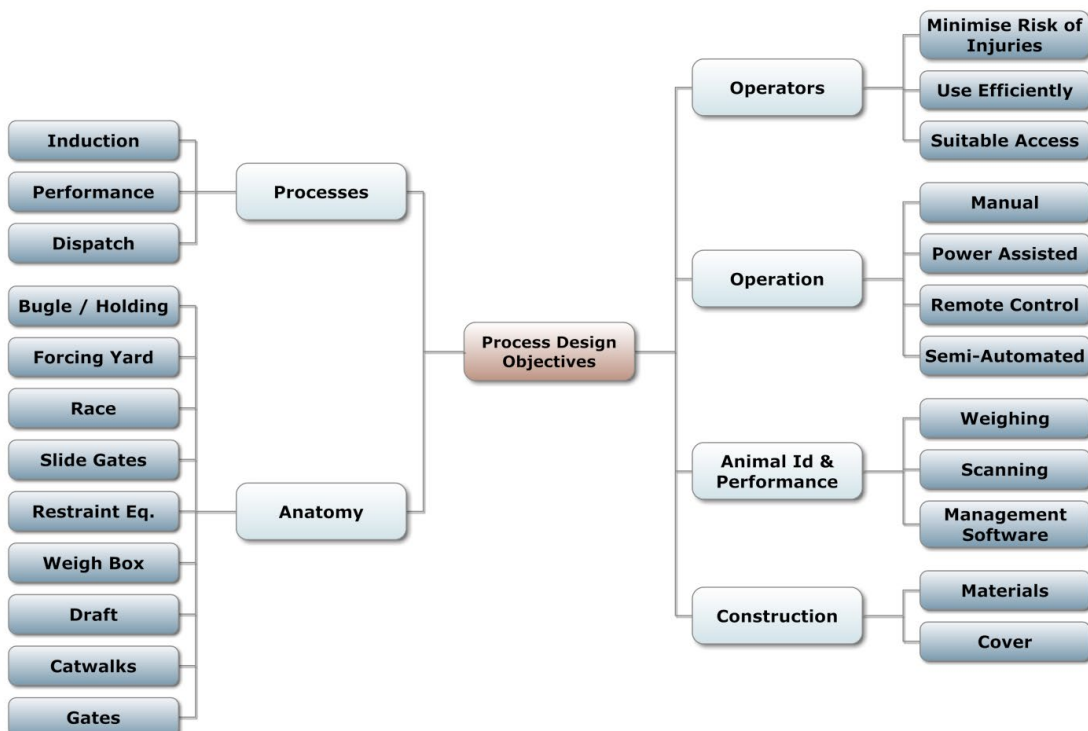 Process Design
Objectives
Processes
Induction
Performance
Dispatch
Anatomy
Bugle / Holding
Forcing Yard
Race
Slide Gates
Restraint Eq.
Weigh Box
Draft
Catwalks
Gates
Operators
Minimise Risk of
Injuries
Use Efficiently
Suitable Access
Operation
Manual
Power Assisted
Remote Control
Semi-Automated
Animal Id &
Performance
Weighing
Scanning
Management
Software
Construction
Materials
Cover